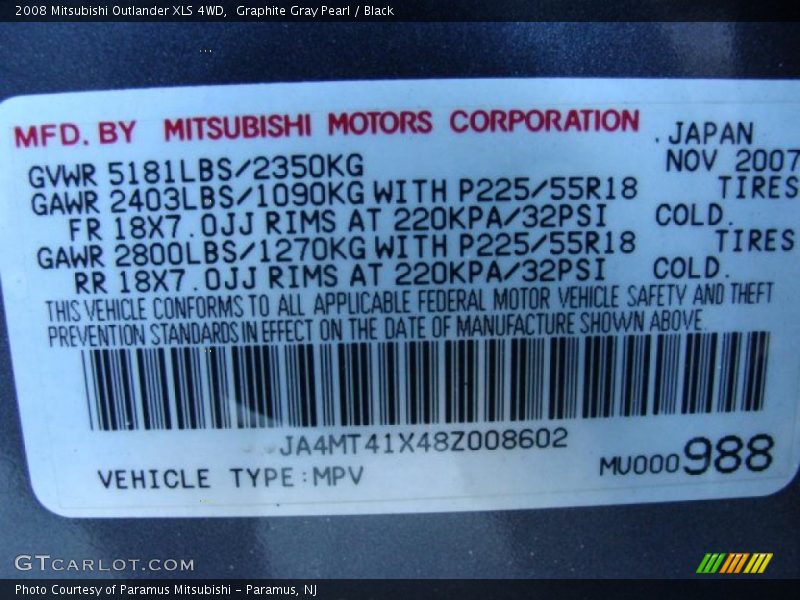 2008 Mitsubishi Outlander XLS 4WD,  Graphite Gray Pearl / Black
MFD. BY MITSUBISHI MOTORS CORPORATION . JAPAN
GVWR 5181LBS/2350KG NOV 2007
GAWR 2403LBS/1090KG WITH P225/55R18 TIRES
FR 18X7.0JJ RIMS AT 220KPA/32PSI COLD.
GAWR 2800LBS/1270KG WITH P225/55R18 TIRES
RR 18X7.0JJ RIMS AT 220KPA/32PSI COLD.
THIS VEHICLE CONFORMS TO ALL APPLICABLE FEDERAL MOTOR VEHICLE SAFETY AND THEFT
PREVENTION STANDARDS IN EFFECT ON THE DATE OF MANUFACTURE SHOWN ABOVE.
JA4MT41X48Z008602
VEHICLE TYPE:MPV MU000988
GTCARLOT.COM
Photo Courtesy of Paramus Mitsubishi - Paramus, NJ